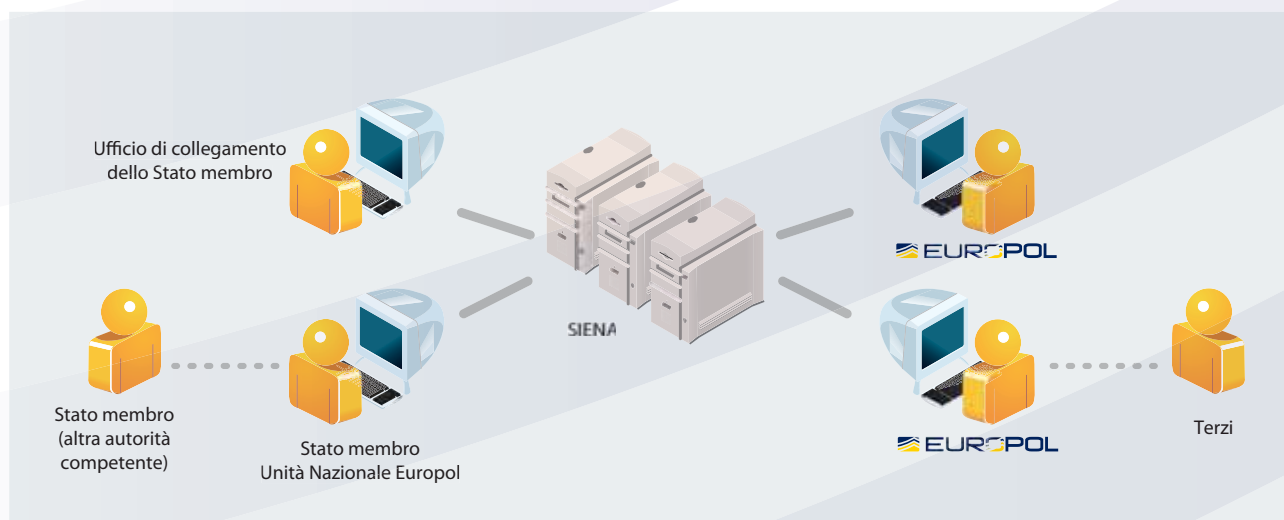 Ufficio di collegamento
dello Stato membro
EUROPOL
SIENA
Stato membro
(altra autorità
competente)
Stato membro
Unità Nazionale Europol
EUROPOL
Terzi